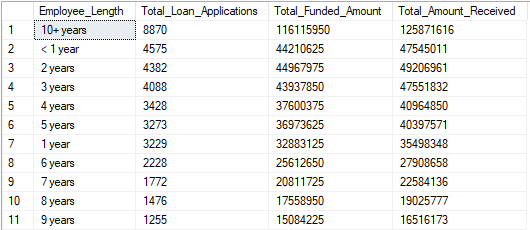 Employee_Length Total_Loan_Applications Total_Funded_Amount Total_Amount_Received
1 10+ years 8870 116115950 125871616
2 < 1 year 4575 44210625 47545011
3 2 years 4382 44967975 49206961
4 3 years 4088 43937850 47551832
5 4 years 3428 37600375 40964850
6 5 years 3273 36973625 40397571
7 1 year 3229 32883125 35498348
8 6 years 2228 25612650 27908658
9 7 years 1772 20811725 22584136
10 8 years 1476 17558950 19025777
11 9 years 1255 15084225 16516173